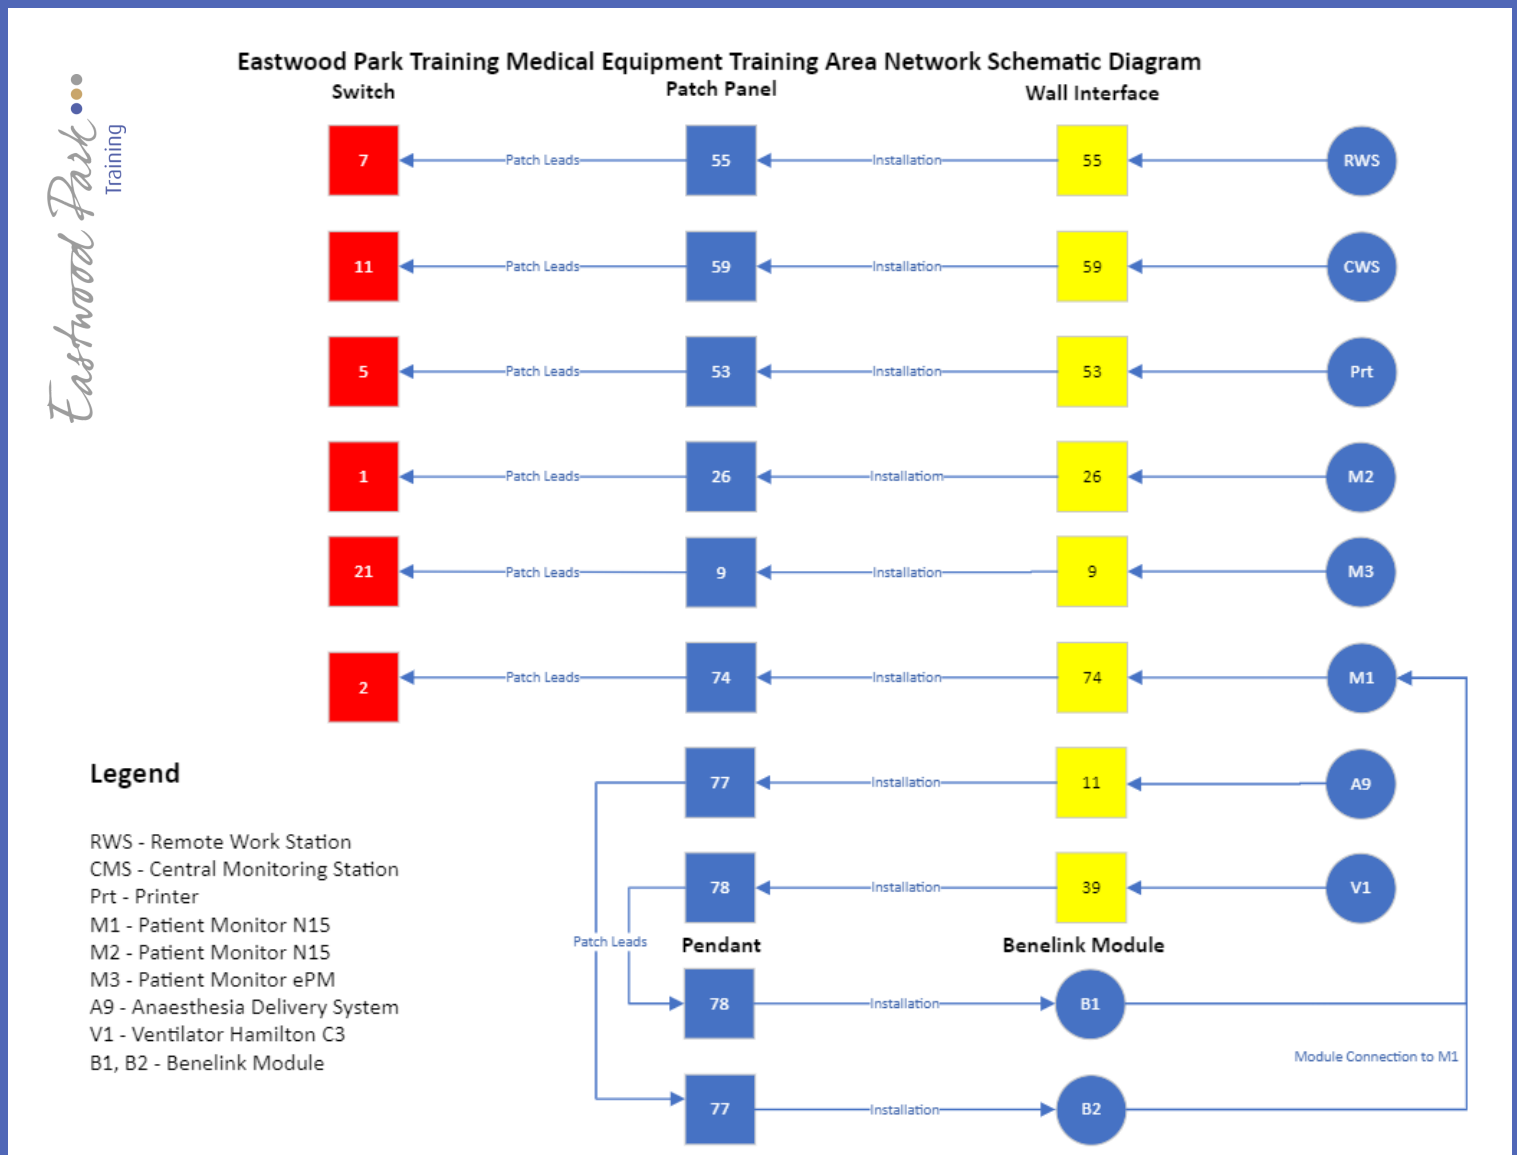 Eastwood Park
Training
Eastwood Park Training Medical Equipment Training Area Network Schematic Diagram
Switch Patch Panel Wall Interface
7 Patch Leads 55 Installation 55 RWS
11 Patch Leads 59 Installation 59 CWS
5 Patch Leads 53 Installation 53 Prt
1 Patch Leads 26 Installatiom 26 M2
21 Patch Leads 9 Installation 9 M3
2 Patch Leads 74 Installation 74 M1
77 Installation 11 A9
78 Installation 39 V1
Patch Leads Pendant Benelink Module
78 Installation B1
Module Connection to M1
77 Installation B2
Legend
RWS - Remote Work Station
CMS - Central Monitoring Station
Prt - Printer
M1 - Patient Monitor N15
M2 - Patient Monitor N15
M3 - Patient Monitor ePM
A9 - Anaesthesia Delivery System
V1 - Ventilator Hamilton C3
B1, B2 - Benelink Module